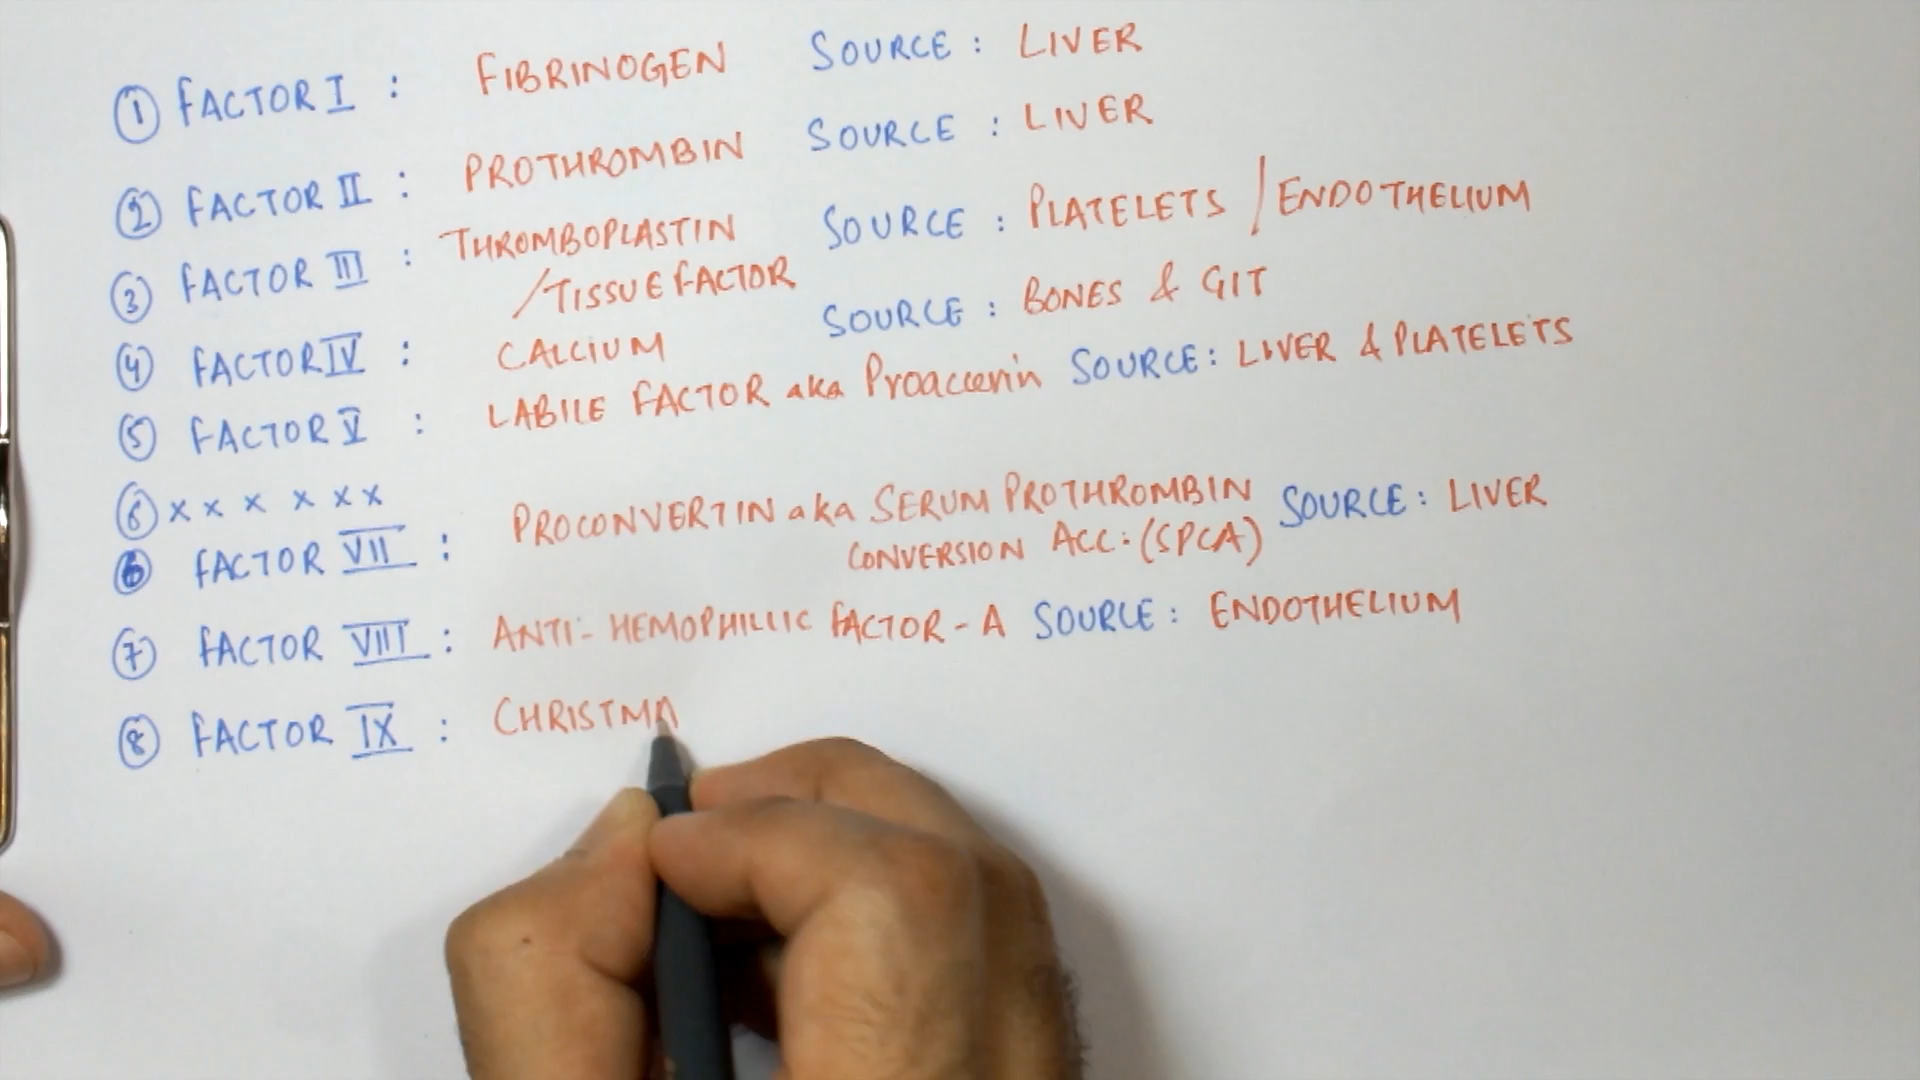 ① FACTOR I : FIBRINOGEN SOURCE : LIVER
② FACTOR II : PROTHROMBIN SOURCE : LIVER
③ FACTOR III : THROMBOPLASTIN SOURCE : PLATELETS / ENDOTHELIUM
/TISSUE FACTOR
④ FACTOR IV : CALCIUM SOURCE : BONES & GIT
⑤ FACTOR V : LABILE FACTOR aka Proaccerin SOURCE : LIVER & PLATELETS
⑥ x x x x x x
⑥ FACTOR VII : PROCONVERTIN aka SERUM PROTHROMBIN SOURCE : LIVER
CONVERSION ACC: (SPCA)
⑦ FACTOR VIII : ANTI-HEMOPHILLIC FACTOR-A SOURCE : ENDOTHELIUM
⑧ FACTOR IX : CHRISTMA